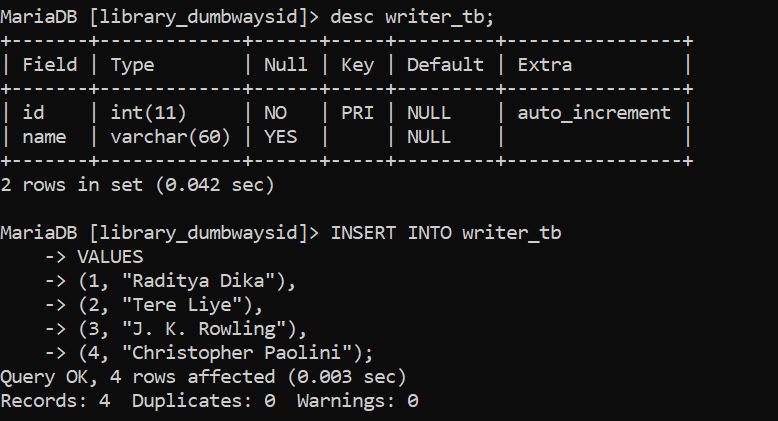 MariaDB [library_dumbwaysid]> desc writer_tb;
+-------+-------------+------+-----+---------+----------------+
| Field | Type        | Null | Key | Default | Extra          |
+-------+-------------+------+-----+---------+----------------+
| id    | int(11)     | NO   | PRI | NULL    | auto_increment |
| name  | varchar(60) | YES  |     | NULL    |                |
+-------+-------------+------+-----+---------+----------------+
2 rows in set (0.042 sec)

MariaDB [library_dumbwaysid]> INSERT INTO writer_tb
    -> VALUES
    -> (1, "Raditya Dika"),
    -> (2, "Tere Liye"),
    -> (3, "J. K. Rowling"),
    -> (4, "Christopher Paolini");
Query OK, 4 rows affected (0.003 sec)
Records: 4  Duplicates: 0  Warnings: 0